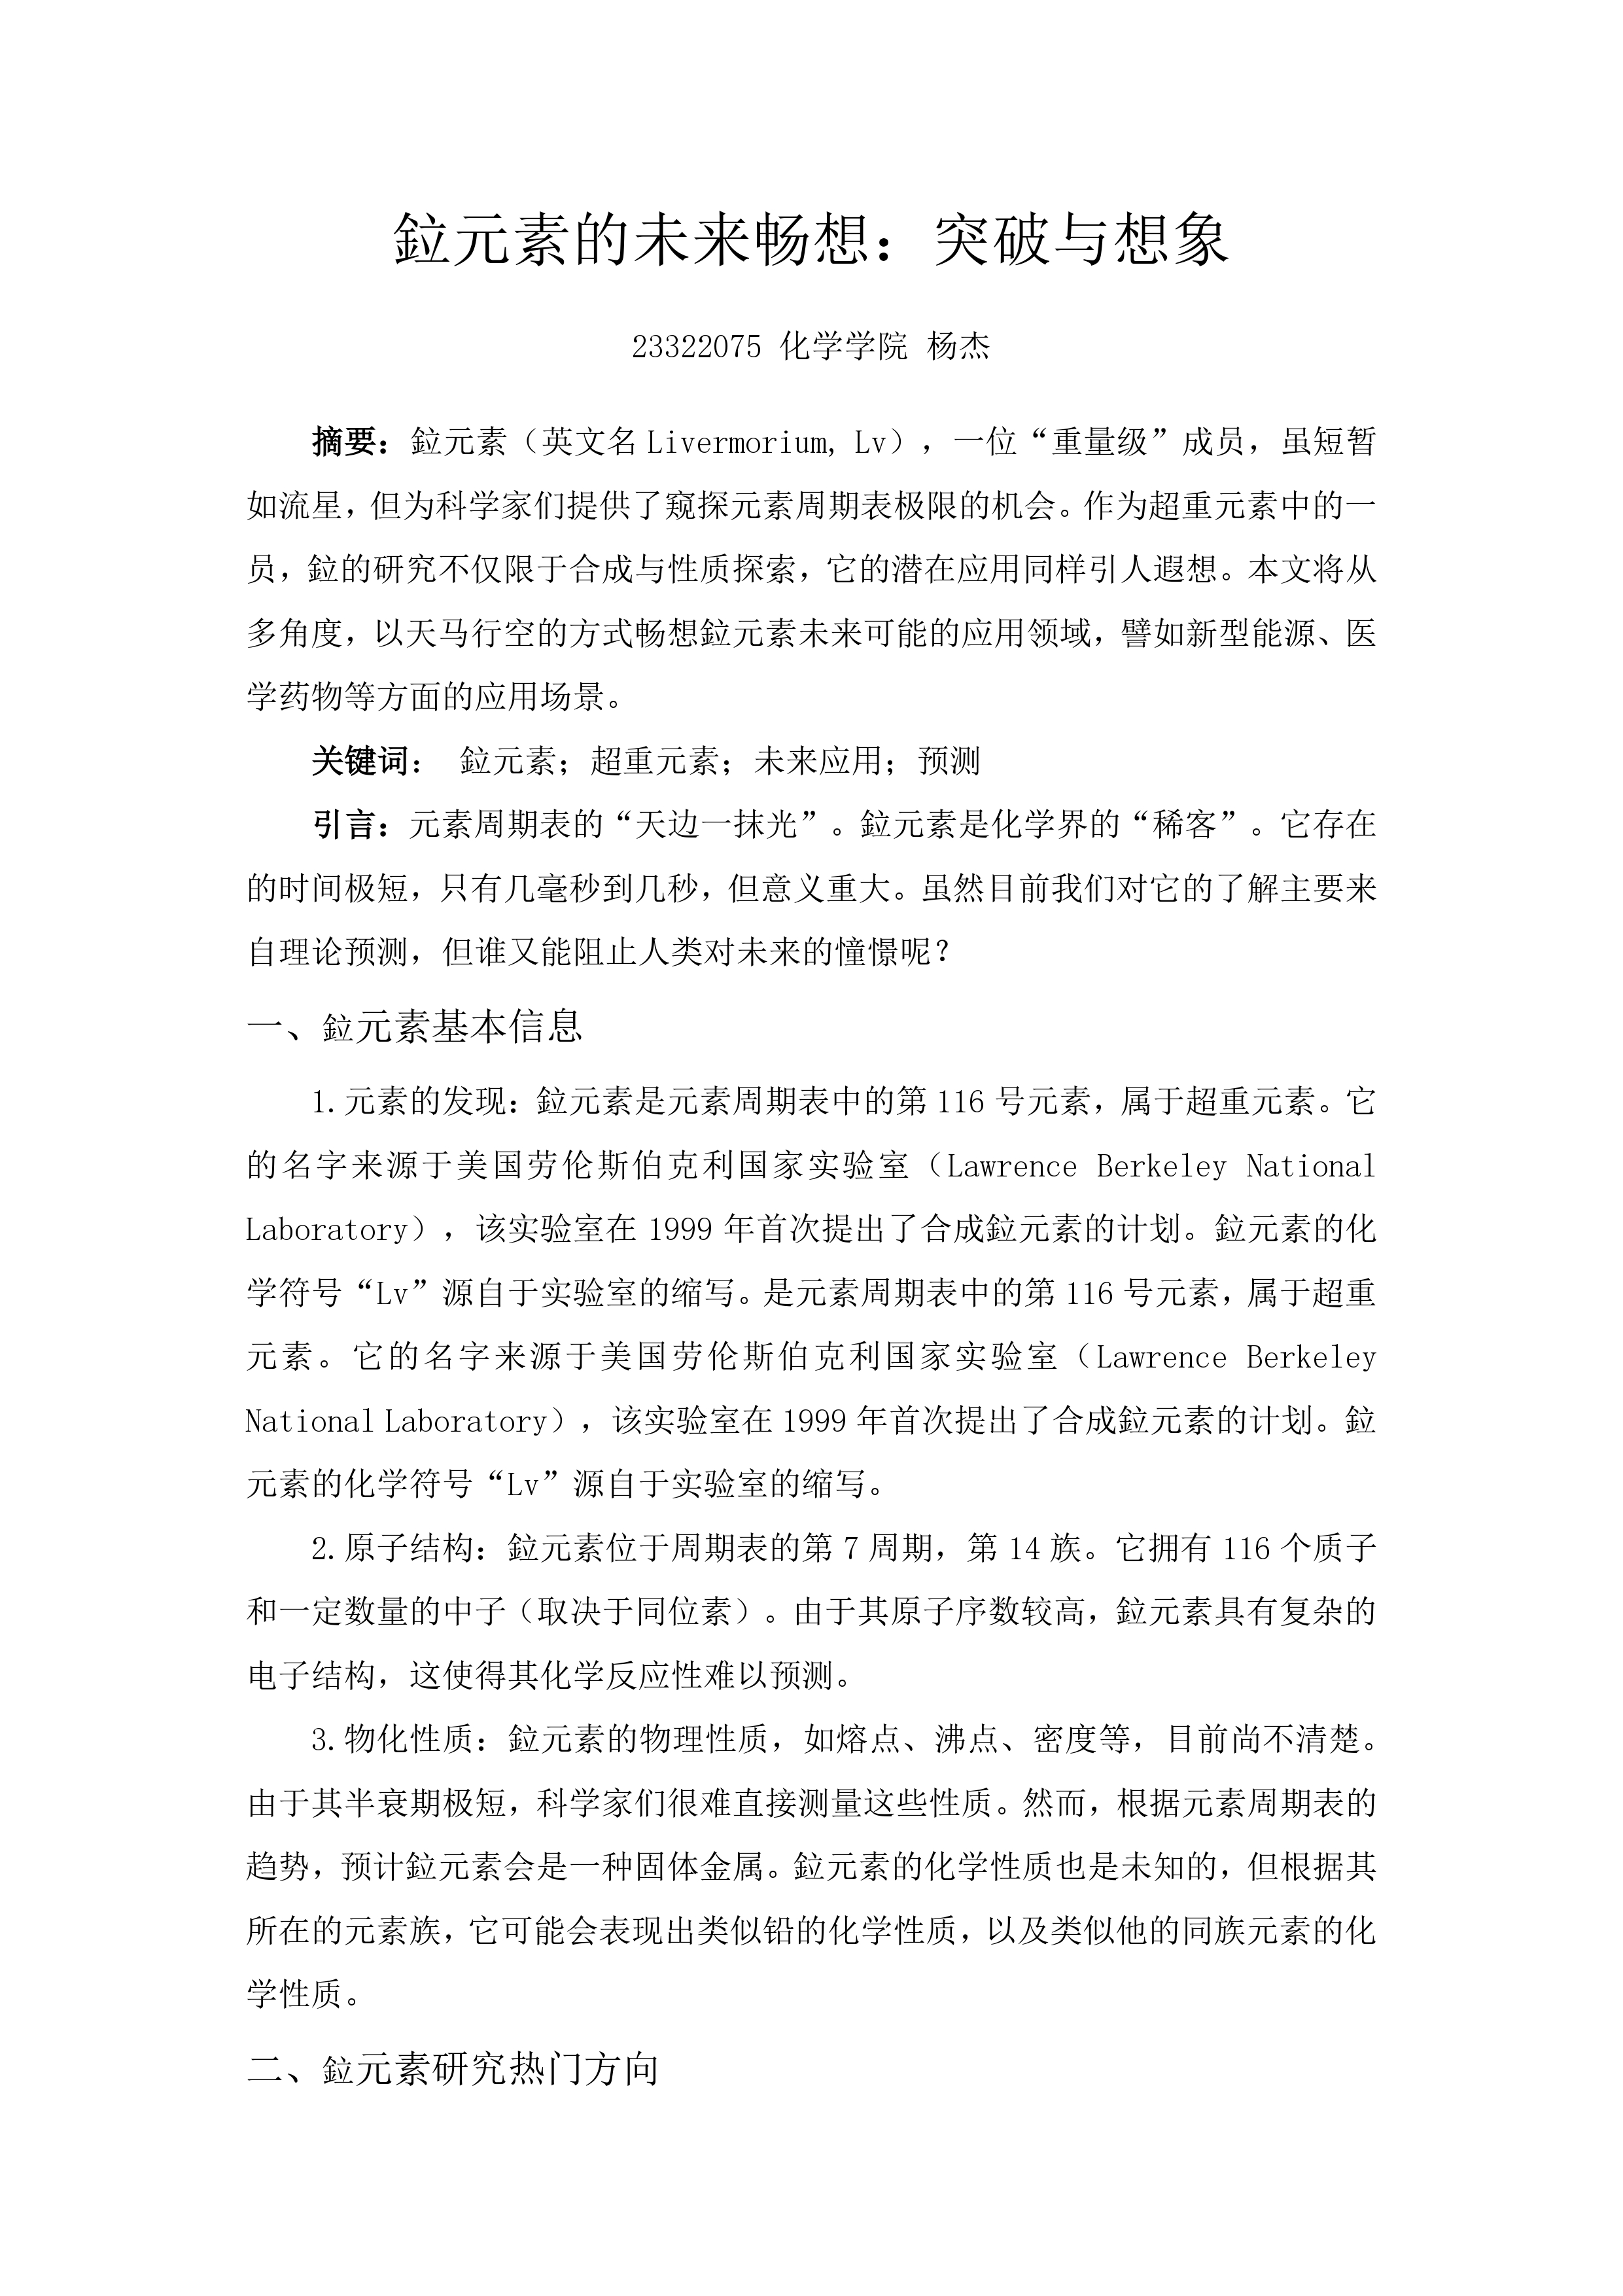 鉝元素的未来畅想：突破与想象
23322075 化学学院 杨杰
摘要：鉝元素（英文名 Livermorium, Lv），一位“重量级”成员，虽短暂
如流星，但为科学家们提供了窥探元素周期表极限的机会。作为超重元素中的一
员，鉝的研究不仅限于合成与性质探索，它的潜在应用同样引人遐想。本文将从
多角度，以天马行空的方式畅想鉝元素未来可能的应用领域，譬如新型能源、医
学药物等方面的应用场景。
关键词： 鉝元素；超重元素；未来应用；预测
引言：元素周期表的“天边一抹光”。鉝元素是化学界的“稀客”。它存在
的时间极短，只有几毫秒到几秒，但意义重大。虽然目前我们对它的了解主要来
自理论预测，但谁又能阻止人类对未来的憧憬呢？
一、鉝元素基本信息
1.元素的发现：鉝元素是元素周期表中的第 116 号元素，属于超重元素。它
的名字来源于美国劳伦斯伯克利国家实验室（Lawrence Berkeley National
Laboratory），该实验室在 1999 年首次提出了合成鉝元素的计划。鉝元素的化
学符号“Lv”源自于实验室的缩写。是元素周期表中的第 116 号元素，属于超重
元素。它的名字来源于美国劳伦斯伯克利国家实验室（Lawrence Berkeley
National Laboratory），该实验室在 1999 年首次提出了合成鉝元素的计划。鉝
元素的化学符号“Lv”源自于实验室的缩写。
2.原子结构：鉝元素位于周期表的第 7 周期，第 14 族。它拥有 116 个质子
和一定数量的中子（取决于同位素）。由于其原子序数较高，鉝元素具有复杂的
电子结构，这使得其化学反应性难以预测。
3.物化性质：鉝元素的物理性质，如熔点、沸点、密度等，目前尚不清楚。
由于其半衰期极短，科学家们很难直接测量这些性质。然而，根据元素周期表的
趋势，预计鉝元素会是一种固体金属。鉝元素的化学性质也是未知的，但根据其
所在的元素族，它可能会表现出类似铅的化学性质，以及类似他的同族元素的化
学性质。
二、鉝元素研究热门方向